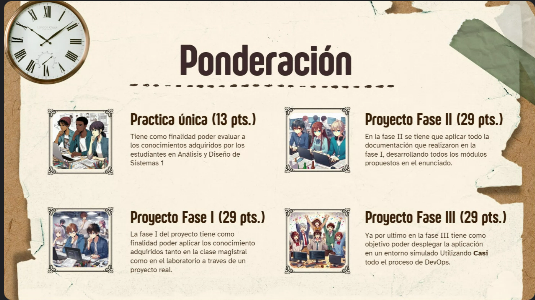 Ponderación
Practica única (13 pts.)
Tiene como finalidad poder evaluar a
los conocimientos adquiridos por los
estudiantes en Análisis y Diseño de
Sistemas 1
Proyecto Fase II (29 pts.)
En la fase II se tiene que aplicar todo la
documentación que realizaron en la
fase I, desarrollando todos los módulos
propuestos en el enunciado.
Proyecto Fase I (29 pts.)
La fase I del proyecto tiene como
finalidad poder aplicar los conocimiento
adquiridos tanto en la clase magistral
como en el laboratorio a traves de un
proyecto real.
Proyecto Fase III (29 pts.)
Ya por ultimo en la fase III tiene como
objetivo poder desplegar la aplicación
en un entorno simulado Utilizando Casi
todo el proceso de DevOps.